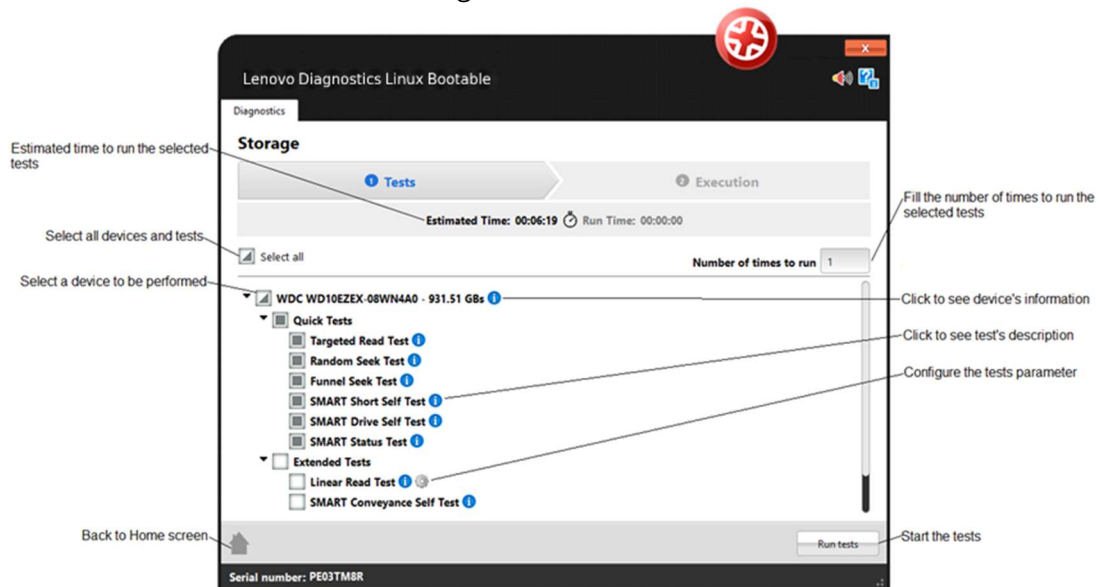 Lenovo Diagnostics Linux Bootable
x
Diagnostics
Storage
Estimated time to run the selected
tests
1 Tests
2 Execution
Fill the number of times to run the
selected tests
Estimated Time: 00:06:19 Run Time: 00:00:00
Select all devices and tests
Select all
Number of times to run 1
Select a device to be performed
WDC WD10EZEX-08WN4A0 - 931.51 GBs i
Click to see device's information
Quick Tests
Targeted Read Test i
Click to see test's description
Random Seek Test i
Funnel Seek Test i
Configure the tests parameter
SMART Short Self Test i
SMART Drive Self Test i
SMART Status Test i
Extended Tests
Linear Read Test i
SMART Conveyance Self Test i
Back to Home screen
Run tests
Start the tests
Serial number: PE03TM8R